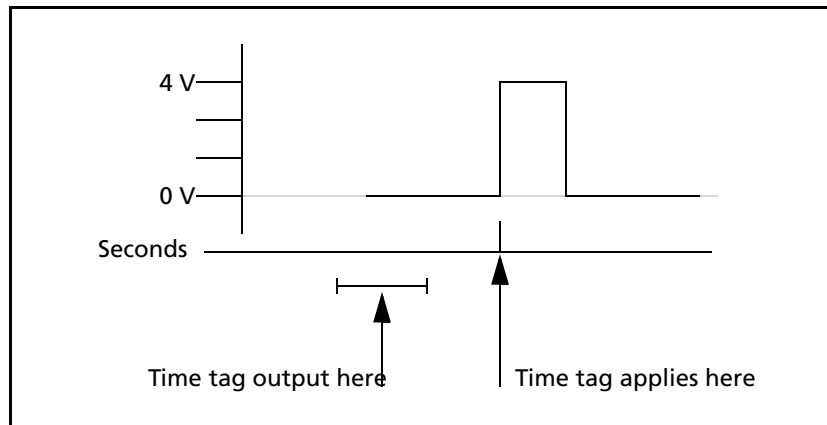 4 V
0 V
Seconds
Time tag output here
Time tag applies here